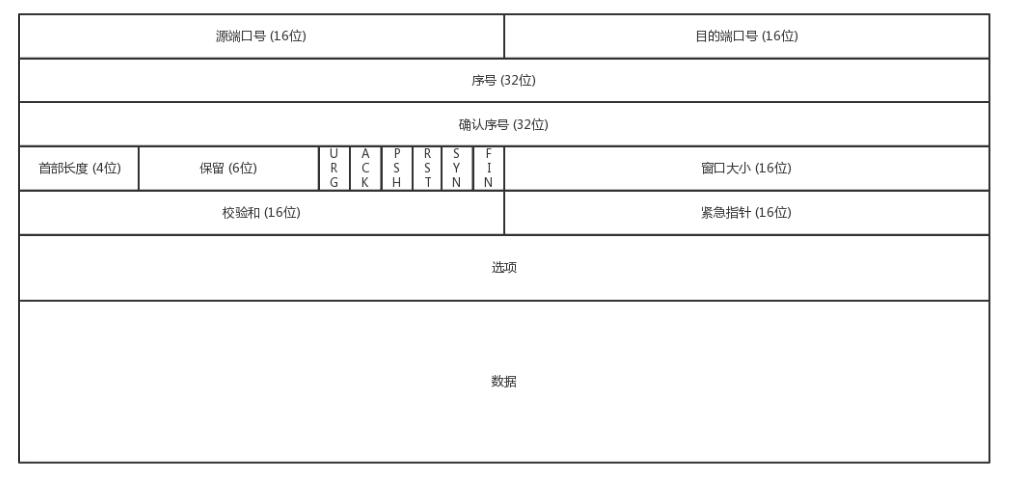 源端口号 (16位) 目的端口号 (16位)
序号 (32位)
确认序号 (32位)
首部长度 (4位) 保留 (6位) URG ACK PSH RST SYN FIN 窗口大小 (16位)
校验和 (16位) 紧急指针 (16位)
选项
数据